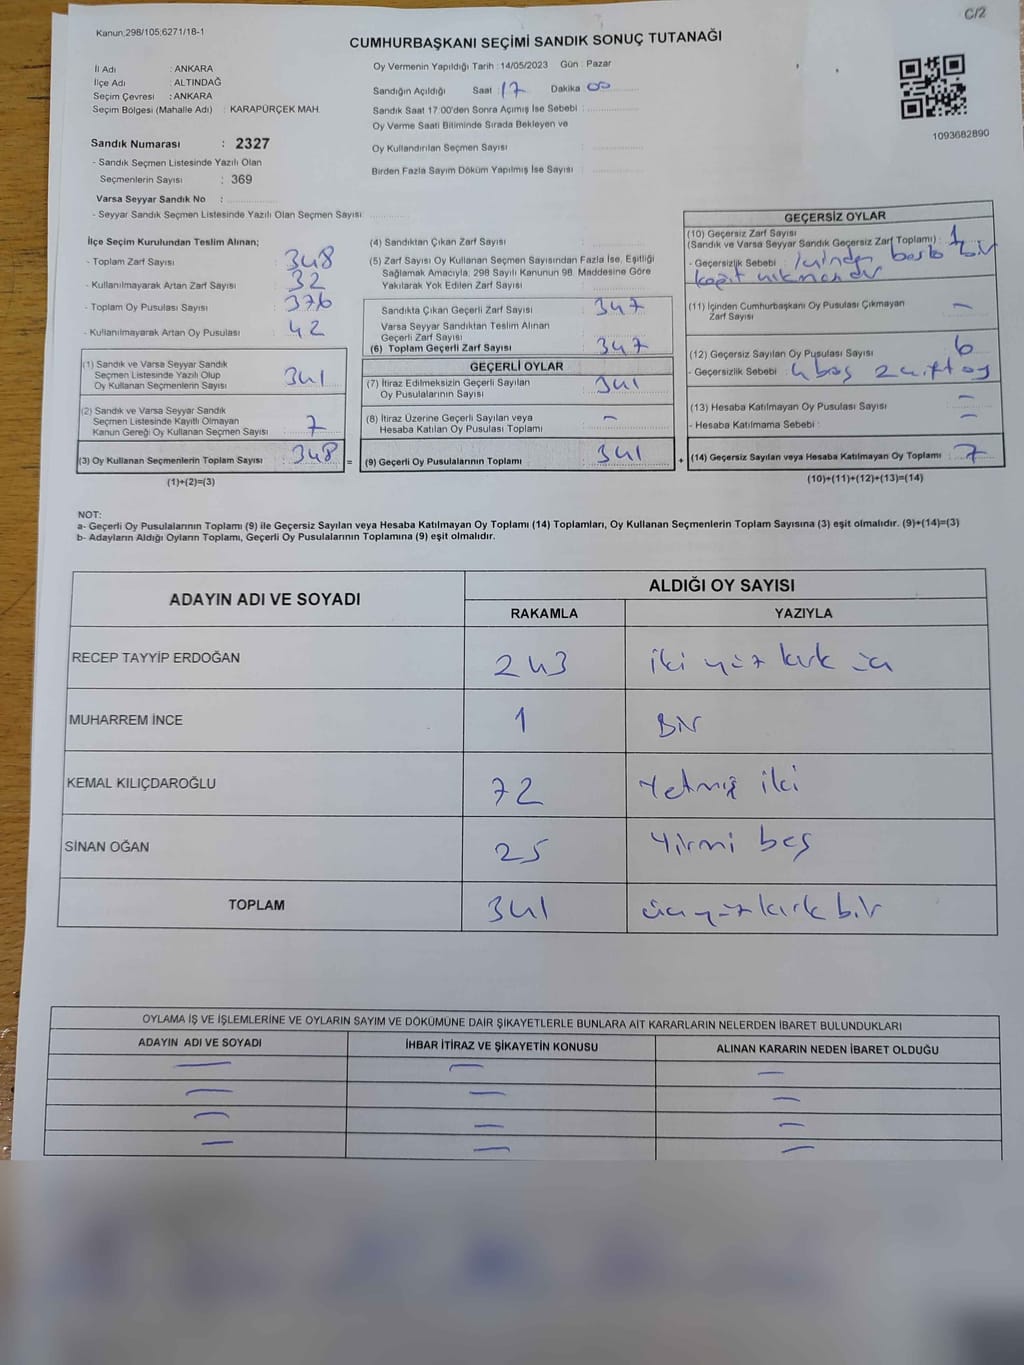 C/2
Kanun:298/105;6271/18-1
CUMHURBAŞKANI SEÇİMİ SANDIK SONUÇ TUTANAĞI
İl Adı : ANKARA
İlçe Adı : ALTINDAĞ
Seçim Çevresi : ANKARA
Seçim Bölgesi (Mahalle Adı) : KARAPÜRÇEK MAH.
Oy Vermenin Yapıldığı Tarih : 14/05/2023 Gün : Pazar
Sandığın Açıldığı Saat : 17 Dakika 00
Sandık Saat 17.00'den Sonra Açımış İse Sebebi :
Oy Verme Saati Bitiminde Sırada Bekleyen ve
Oy Kullandırılan Seçmen Sayısı :
Birden Fazla Sayım Döküm Yapılmış İse Sayısı :
1093682890
Sandık Numarası : 2327
- Sandık Seçmen Listesinde Yazılı Olan
Seçmenlerin Sayısı : 369
Varsa Seyyar Sandık No :
- Seyyar Sandık Seçmen Listesinde Yazılı Olan Seçmen Sayısı:
İlçe Seçim Kurulundan Teslim Alınan;
- Toplam Zarf Sayısı : 348
- Kullanılmayarak Artan Zarf Sayısı : 32
- Toplam Oy Pusulası Sayısı : 376
- Kullanılmayarak Artan Oy Pusulası : 42
(1) Sandık ve Varsa Seyyar Sandık
Seçmen Listesinde Yazılı Olup
Oy Kullanan Seçmenlerin Sayısı : 341
(2) Sandık ve Varsa Seyyar Sandık
Seçmen Listesinde Kayıtlı Olmayan
Kanun Gereği Oy Kullanan Seçmen Sayısı : 7
(3) Oy Kullanan Seçmenlerin Toplam Sayısı : 348 =
(1)+(2)=(3)
(4) Sandıktan Çıkan Zarf Sayısı :
(5) Zarf Sayısı Oy Kullanan Seçmen Sayısından Fazla İse, Eşitliği
Sağlamak Amacıyla, 298 Sayılı Kanunun 98. Maddesine Göre
Yakılarak Yok Edilen Zarf Sayısı :
Sandıkta Çıkan Geçerli Zarf Sayısı : 347
Varsa Seyyar Sandıktan Teslim Alınan
Geçerli Zarf Sayısı :
(6) Toplam Geçerli Zarf Sayısı : 347
GEÇERLİ OYLAR
(7) İtiraz Edilmeksizin Geçerli Sayılan
Oy Pusulalarının Sayısı : 341
(8) İtiraz Üzerine Geçerli Sayılan veya
Hesaba Katılan Oy Pusulası Toplamı : -
(9) Geçerli Oy Pusulalarının Toplamı : 341 +
GEÇERSİZ OYLAR
(10) Geçersiz Zarf Sayısı
(Sandık ve Varsa Seyyar Sandık Geçersiz Zarf Toplamı) : 1
- Geçersizlik Sebebi : İçinden bir
kağıt
(11) İçinden Cumhurbaşkanı Oy Pusulası Çıkmayan
Zarf Sayısı : -
(12) Geçersiz Sayılan Oy Pusulası Sayısı : 6
- Geçersizlik Sebebi : 4 boş 2 çift oy
(13) Hesaba Katılmayan Oy Pusulası Sayısı : -
- Hesaba Katılmama Sebebi : -
(14) Geçersiz Sayılan veya Hesaba Katılmayan Oy Toplamı : 7
(10)+(11)+(12)+(13)=(14)
NOT:
a- Geçerli Oy Pusulalarının Toplamı (9) ile Geçersiz Sayılan veya Hesaba Katılmayan Oy Toplamı (14) Toplamları, Oy Kullanan Seçmenlerin Toplam Sayısına (3) eşit olmalıdır. (9)+(14)=(3)
b- Adayların Aldığı Oyların Toplamı, Geçerli Oy Pusulalarının Toplamına (9) eşit olmalıdır.
ADAYIN ADI VE SOYADI
ALDIĞI OY SAYISI
RAKAMLA YAZIYLA
RECEP TAYYİP ERDOĞAN 243 iki yüz kırk üç
MUHARREM İNCE 1 Bir
KEMAL KILIÇDAROĞLU 72 Yetmiş iki
SİNAN OĞAN 25 Yirmi beş
TOPLAM 341 üç yüz kırk bir
OYLAMA İŞ VE İŞLEMLERİNE VE OYLARIN SAYIM VE DÖKÜMÜNE DAİR ŞİKAYETLERLE BUNLARA AİT KARARLARIN NELERDEN İBARET BULUNDUKLARI
ADAYIN ADI VE SOYADI İHBAR İTİRAZ VE ŞİKAYETİN KONUSU ALINAN KARARIN NEDEN İBARET OLDUĞU
- - -
- - -
- - -
- - -